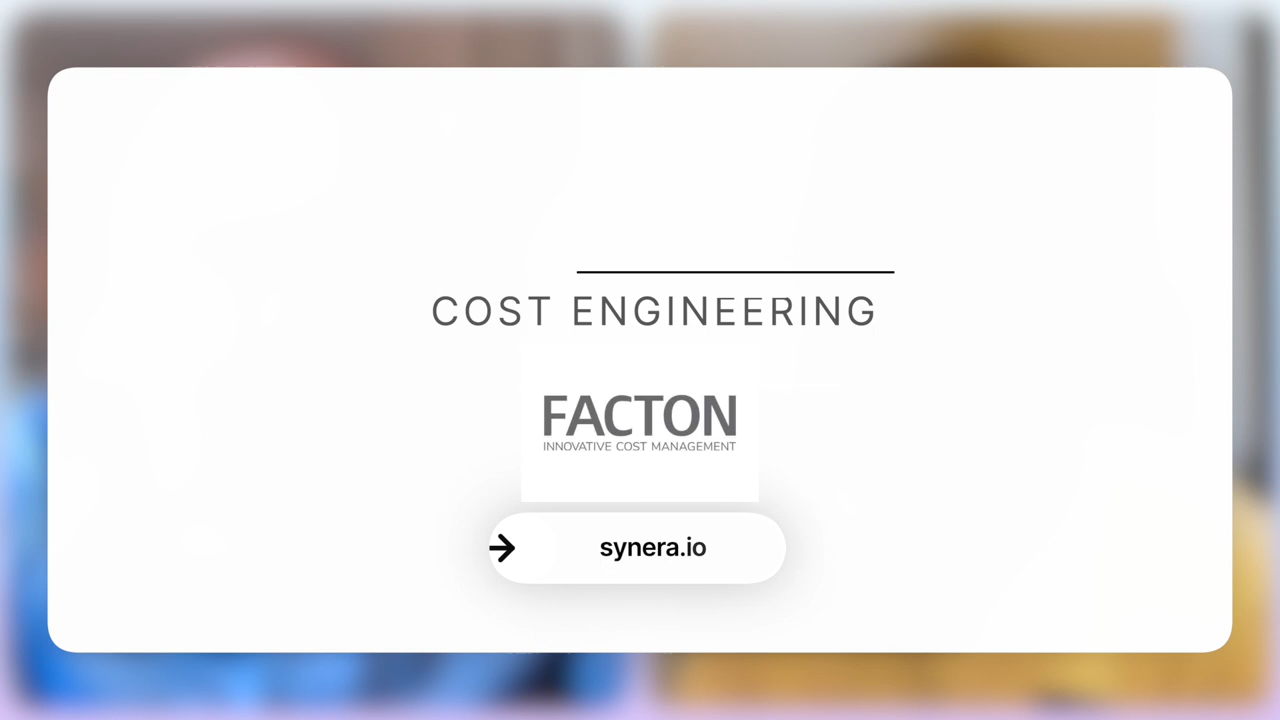 COST ENGINEERING
FACTON
INNOVATIVE COST MANAGEMENT
synera.io